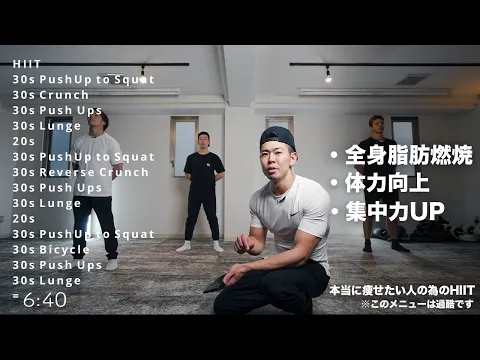 HIIT
30s PushUp to Squat
30s Crunch
30s Push Ups
30s Lunge
20s
30s PushUp to Squat
30s Reverse Crunch
30s Push Ups
30s Lunge
20s
30s PushUp to Squat
30s Bicycle
30s Push Ups
30s Lunge
= 6:40
・全身脂肪燃焼
・体力向上
・集中力UP
本当に痩せたい人の為のHIIT
※このメニューは過酷です